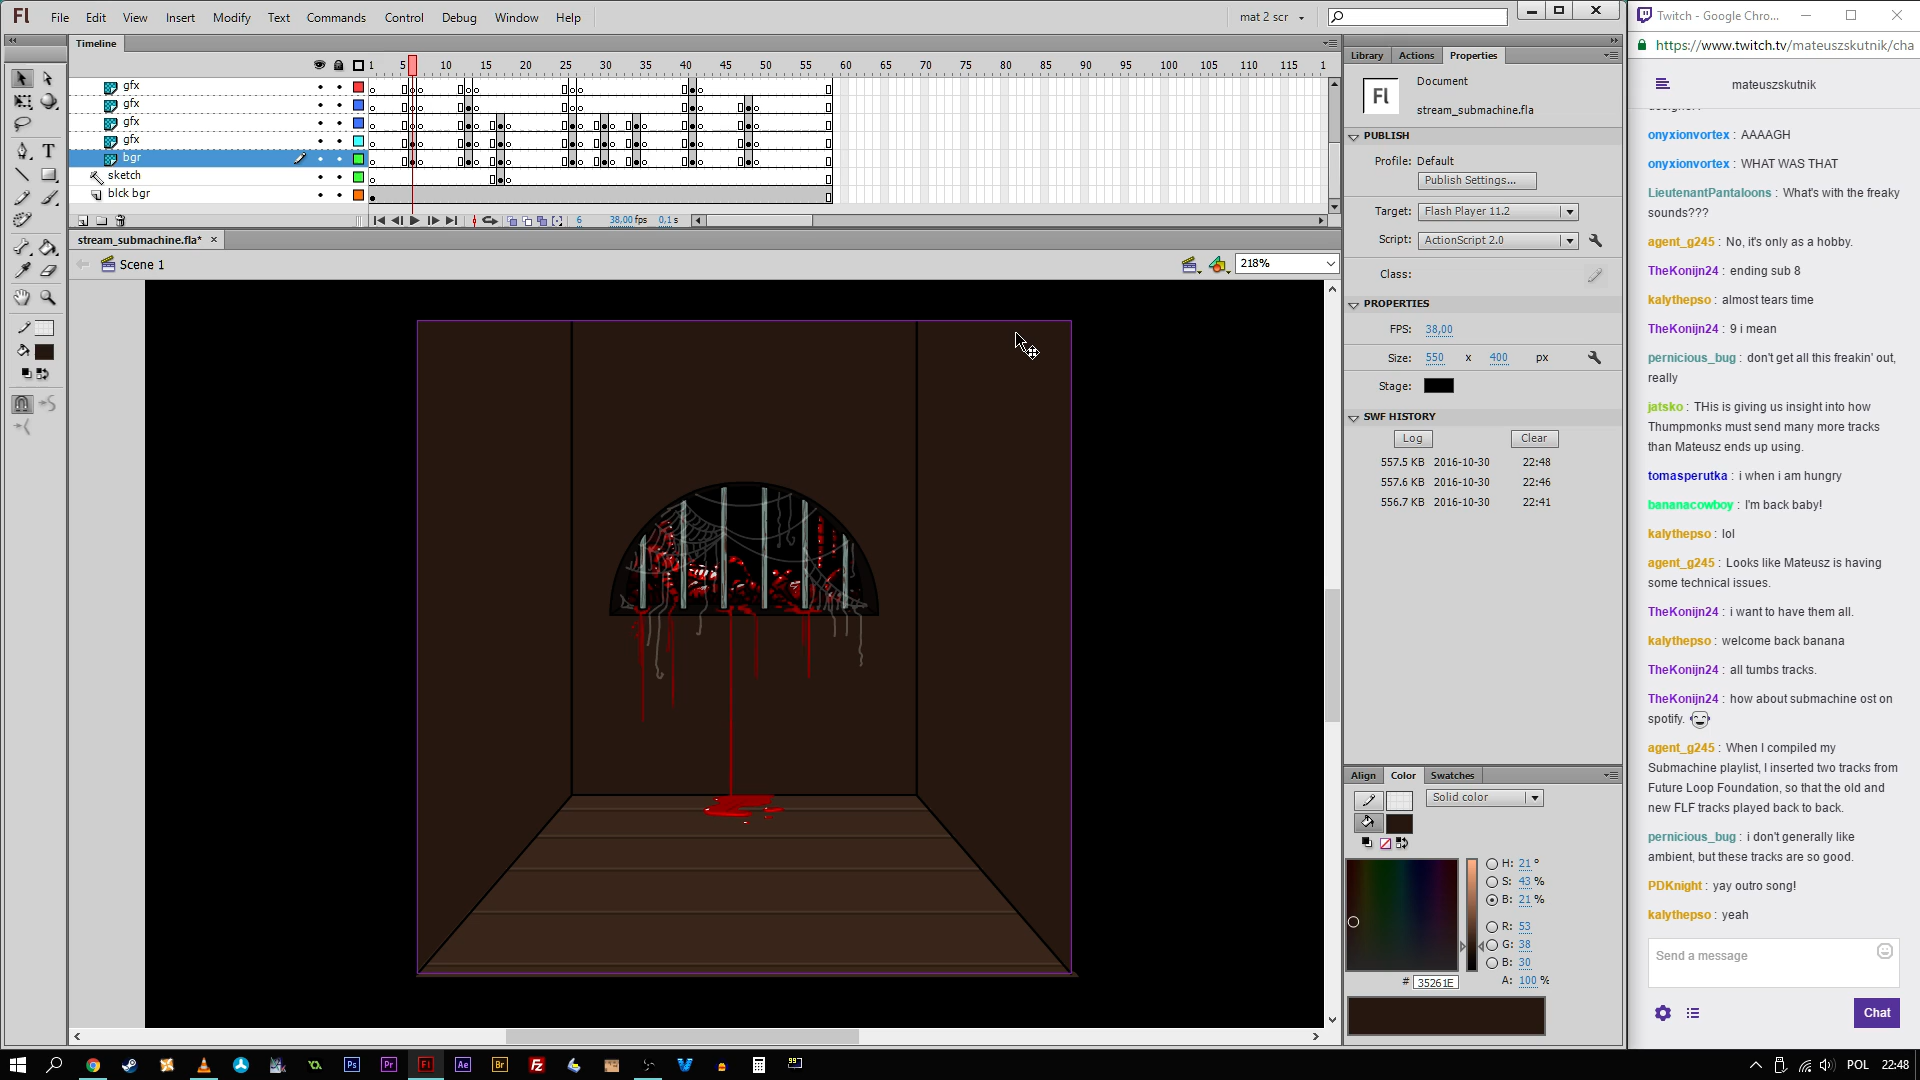 Fl File Edit View Insert Modify Text Commands Control Debug Window Help mat 2 scr
Timeline
1 5 10 15 20 25 30 35 40 45 50 55 60 65 70 75 80 85 90 95 100 105 110 115 1
gfx
gfx
gfx
gfx
bgr
sketch
blck bgr
6 38,00 fps 0,1 s
stream_submachine.fla* ×
Scene 1
218%
Library Actions Properties
Fl
Document
stream_submachine.fla
PUBLISH
Profile: Default
Publish Settings...
Target: Flash Player 11.2
Script: ActionScript 2.0
Class:
PROPERTIES
FPS: 38,00
Size: 550 x 400 px
Stage:
SWF HISTORY
Log Clear
557.5 KB 2016-10-30 22:48
557.6 KB 2016-10-30 22:46
556.7 KB 2016-10-30 22:41
Align Color Swatches
Solid color
H: 21 °
S: 43 %
B: 21 %
R: 53
G: 38
B: 30
# 35261E A: 100 %
Twitch - Google Chro...
https://www.twitch.tv/mateuszskutnik/cha
mateuszskutnik
onyxionvortex : AAAAGH
onyxionvortex : WHAT WAS THAT
LieutenantPantaloons : What's with the freaky
sounds???
agent_g245 : No, it's only as a hobby.
TheKonijn24 : ending sub 8
kalythepso : almost tears time
TheKonijn24 : 9 i mean
pernicious_bug : don't get all this freakin' out,
really
jatsko : THis is giving us insight into how
Thumpmonks must send many more tracks
than Mateusz ends up using.
tomasperutka : i when i am hungry
bananacowboy : I'm back baby!
kalythepso : lol
agent_g245 : Looks like Mateusz is having
some technical issues.
TheKonijn24 : i want to have them all.
kalythepso : welcome back banana
TheKonijn24 : all tumbs tracks.
TheKonijn24 : how about submachine ost on
spotify.
agent_g245 : When I compiled my
Submachine playlist, I inserted two tracks from
Future Loop Foundation, so that the old and
new FLF tracks played back to back.
pernicious_bug : i don't generally like
ambient, but these tracks are so good.
PDKnight : yay outro song!
kalythepso : yeah
Send a message
Chat
Ps Pr Fl Ae Br Fz
POL 22:48